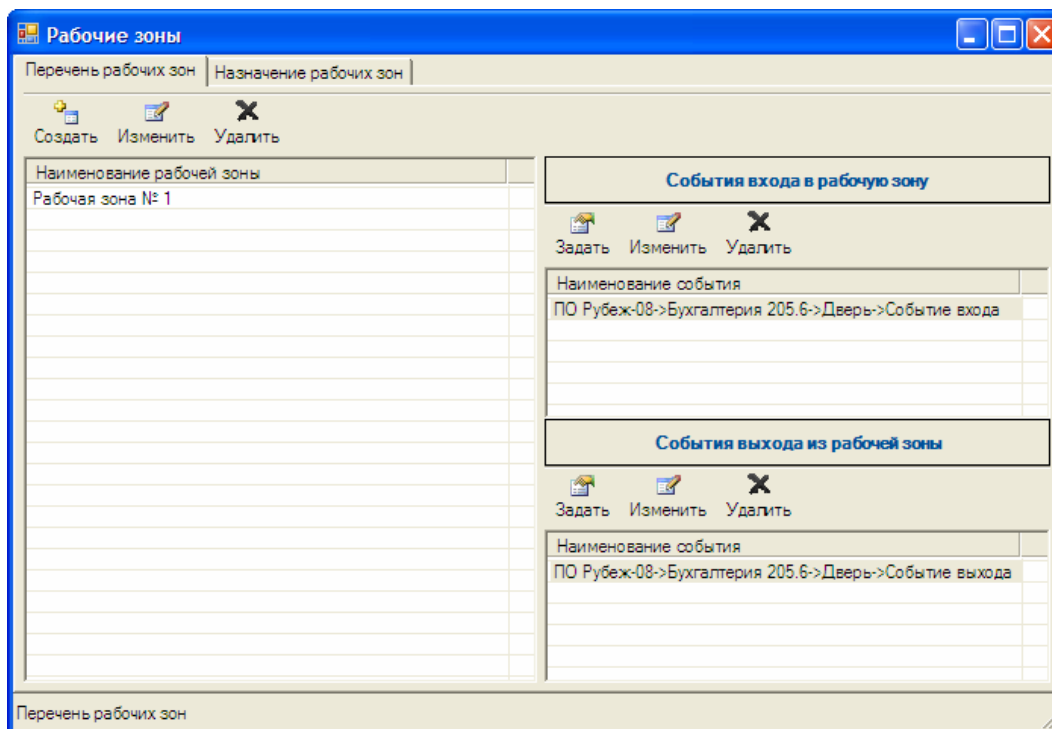 Рабочие зоны
Перечень рабочих зон Назначение рабочих зон
Создать Изменить Удалить
Наименование рабочей зоны
Рабочая зона № 1
События входа в рабочую зону
Задать Изменить Удалить
Наименование события
ПО Рубеж-08->Бухгалтерия 205.6->Дверь->Событие входа
События выхода из рабочей зоны
Задать Изменить Удалить
Наименование события
ПО Рубеж-08->Бухгалтерия 205.6->Дверь->Событие выхода
Перечень рабочих зон